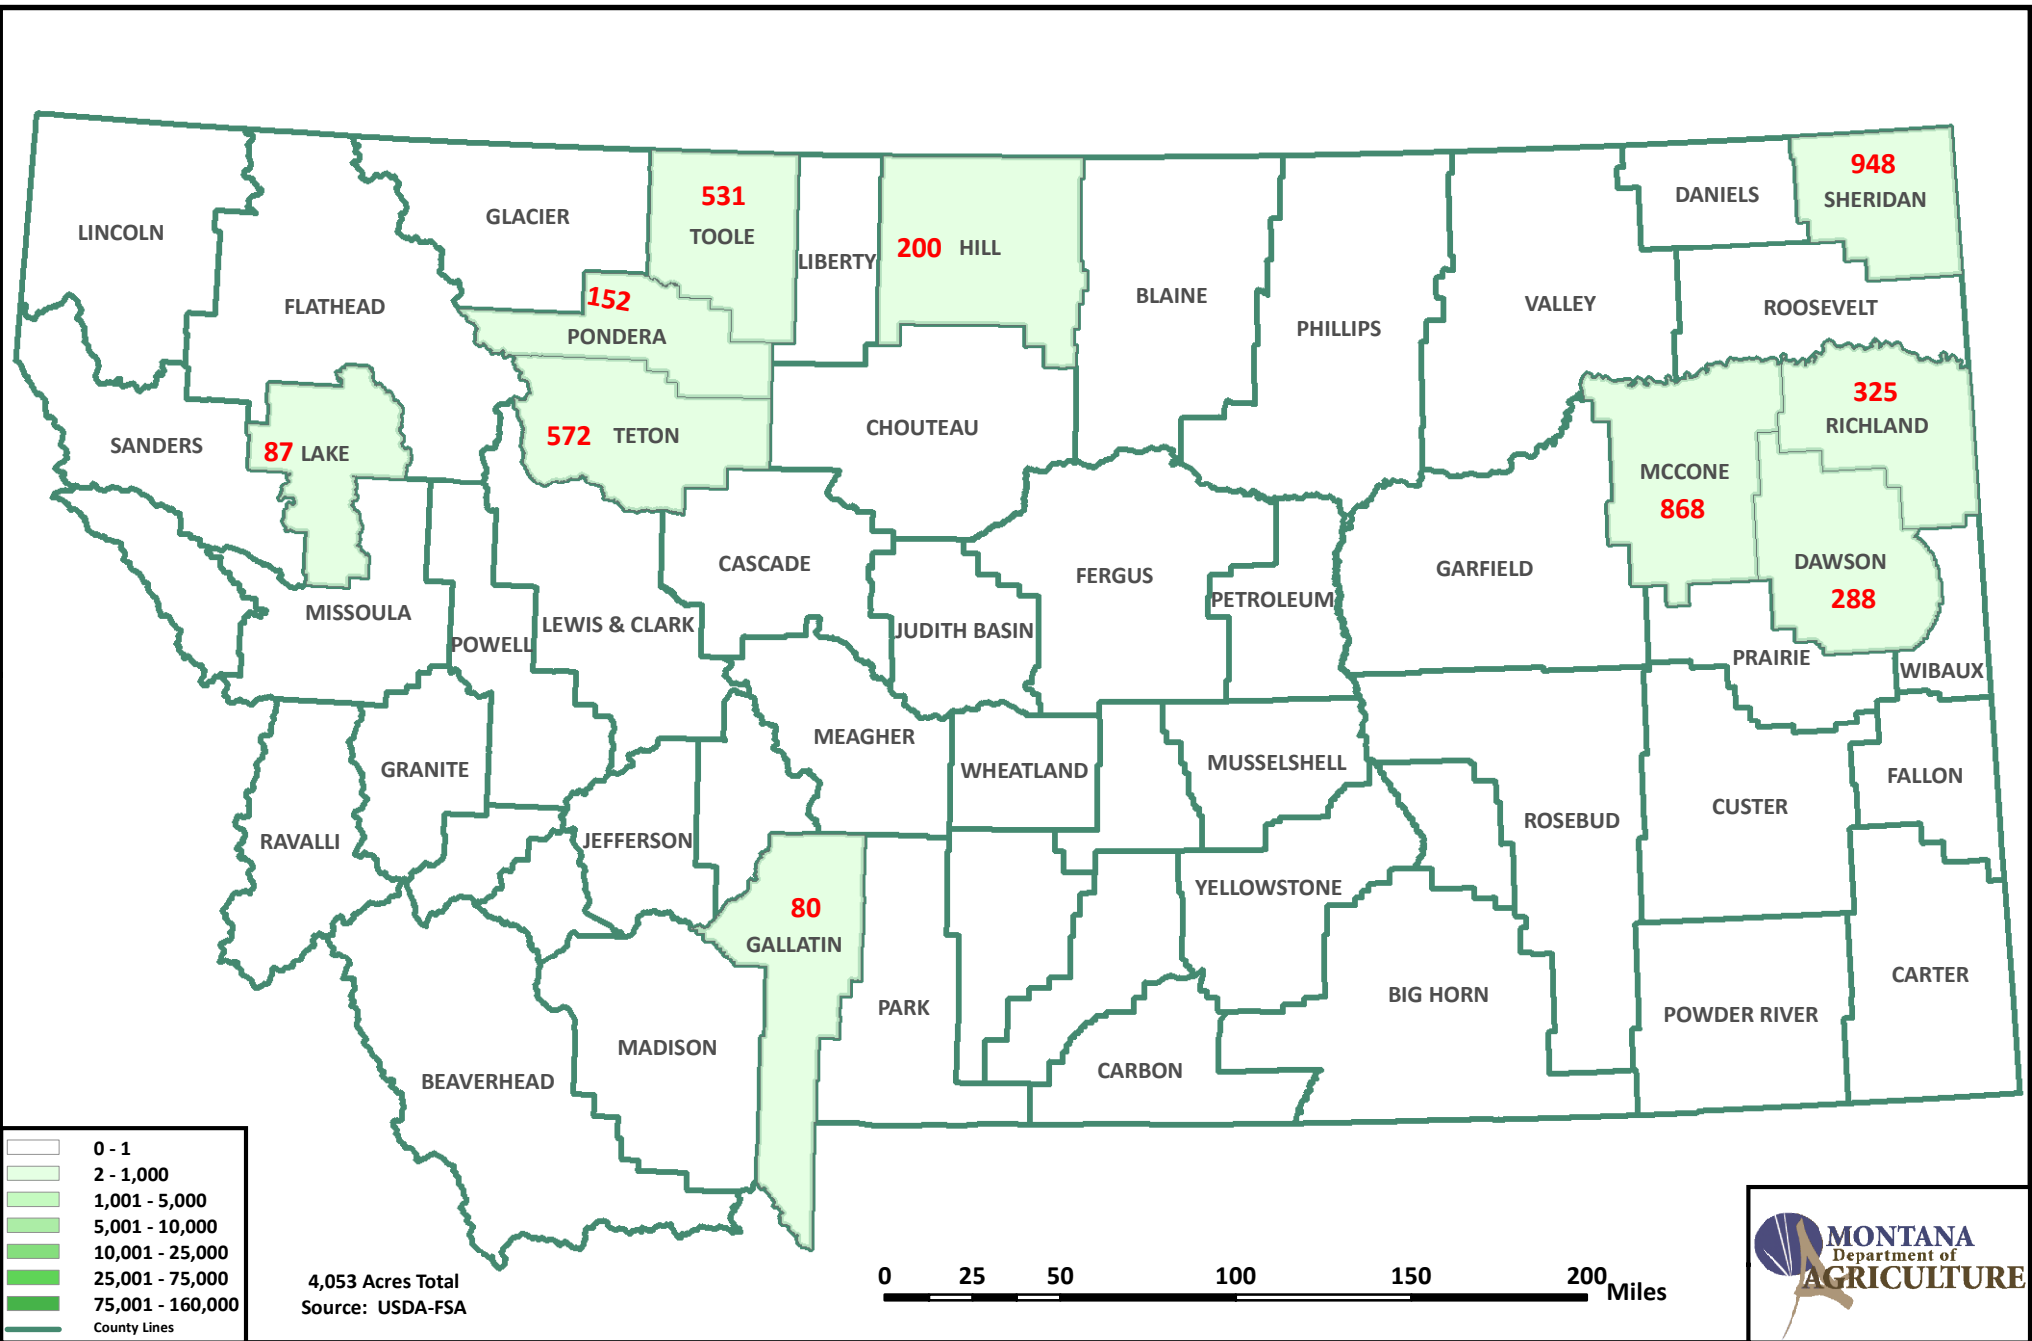 948
SHERIDAN
DANIELS
531
TOOLE
GLACIER
LINCOLN
200 HILL
LIBERTY
BLAINE
152
PONDERA
FLATHEAD
PHILLIPS
VALLEY
ROOSEVELT
325
RICHLAND
87 LAKE
SANDERS
572 TETON
CHOUTEAU
MCCONE
868
DAWSON
288
CASCADE
FERGUS
GARFIELD
PETROLEUM
MISSOULA
POWELL
LEWIS & CLARK
JUDITH BASIN
PRAIRIE
WIBAUX
MEAGHER
GRANITE
WHEATLAND
MUSSELSHELL
FALLON
CUSTER
ROSEBUD
RAVALLI
JEFFERSON
YELLOWSTONE
80
GALLATIN
CARTER
BIG HORN
PARK
POWDER RIVER
MADISON
CARBON
BEAVERHEAD
0 - 1
2 - 1,000
1,001 - 5,000
5,001 - 10,000
10,001 - 25,000
25,001 - 75,000
75,001 - 160,000
County Lines
4,053 Acres Total
Source: USDA-FSA
0 25 50 100 150 200
Miles
MONTANA
Department of
AGRICULTURE